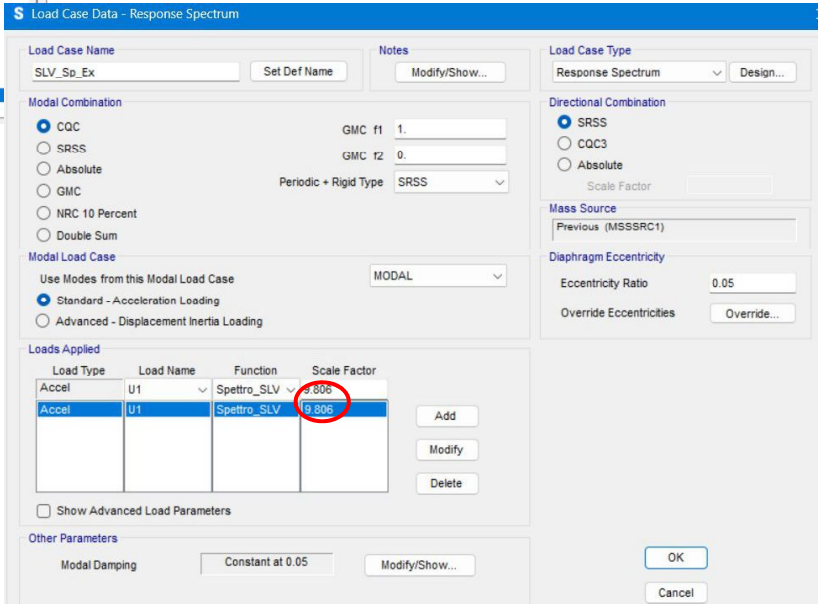 S Load Case Data - Response Spectrum
Load Case Name
SLV_Sp_Ex
Set Def Name
Notes
Modify/Show...
Load Case Type
Response Spectrum
Design...
Modal Combination
CQC
SRSS
Absolute
GMC
NRC 10 Percent
Double Sum
GMC f1 1.
GMC f2 0.
Periodic + Rigid Type SRSS
Directional Combination
SRSS
CQC3
Absolute
Scale Factor
Mass Source
Previous (MSSSRC1)
Modal Load Case
Use Modes from this Modal Load Case MODAL
Standard - Acceleration Loading
Advanced - Displacement Inertia Loading
Diaphragm Eccentricity
Eccentricity Ratio 0.05
Override Eccentricities Override...
Loads Applied
Load Type Load Name Function Scale Factor
Accel U1 Spettro_SLV 9.806
Accel U1 Spettro_SLV 9.806
Add
Modify
Delete
Show Advanced Load Parameters
Other Parameters
Modal Damping Constant at 0.05 Modify/Show...
OK
Cancel